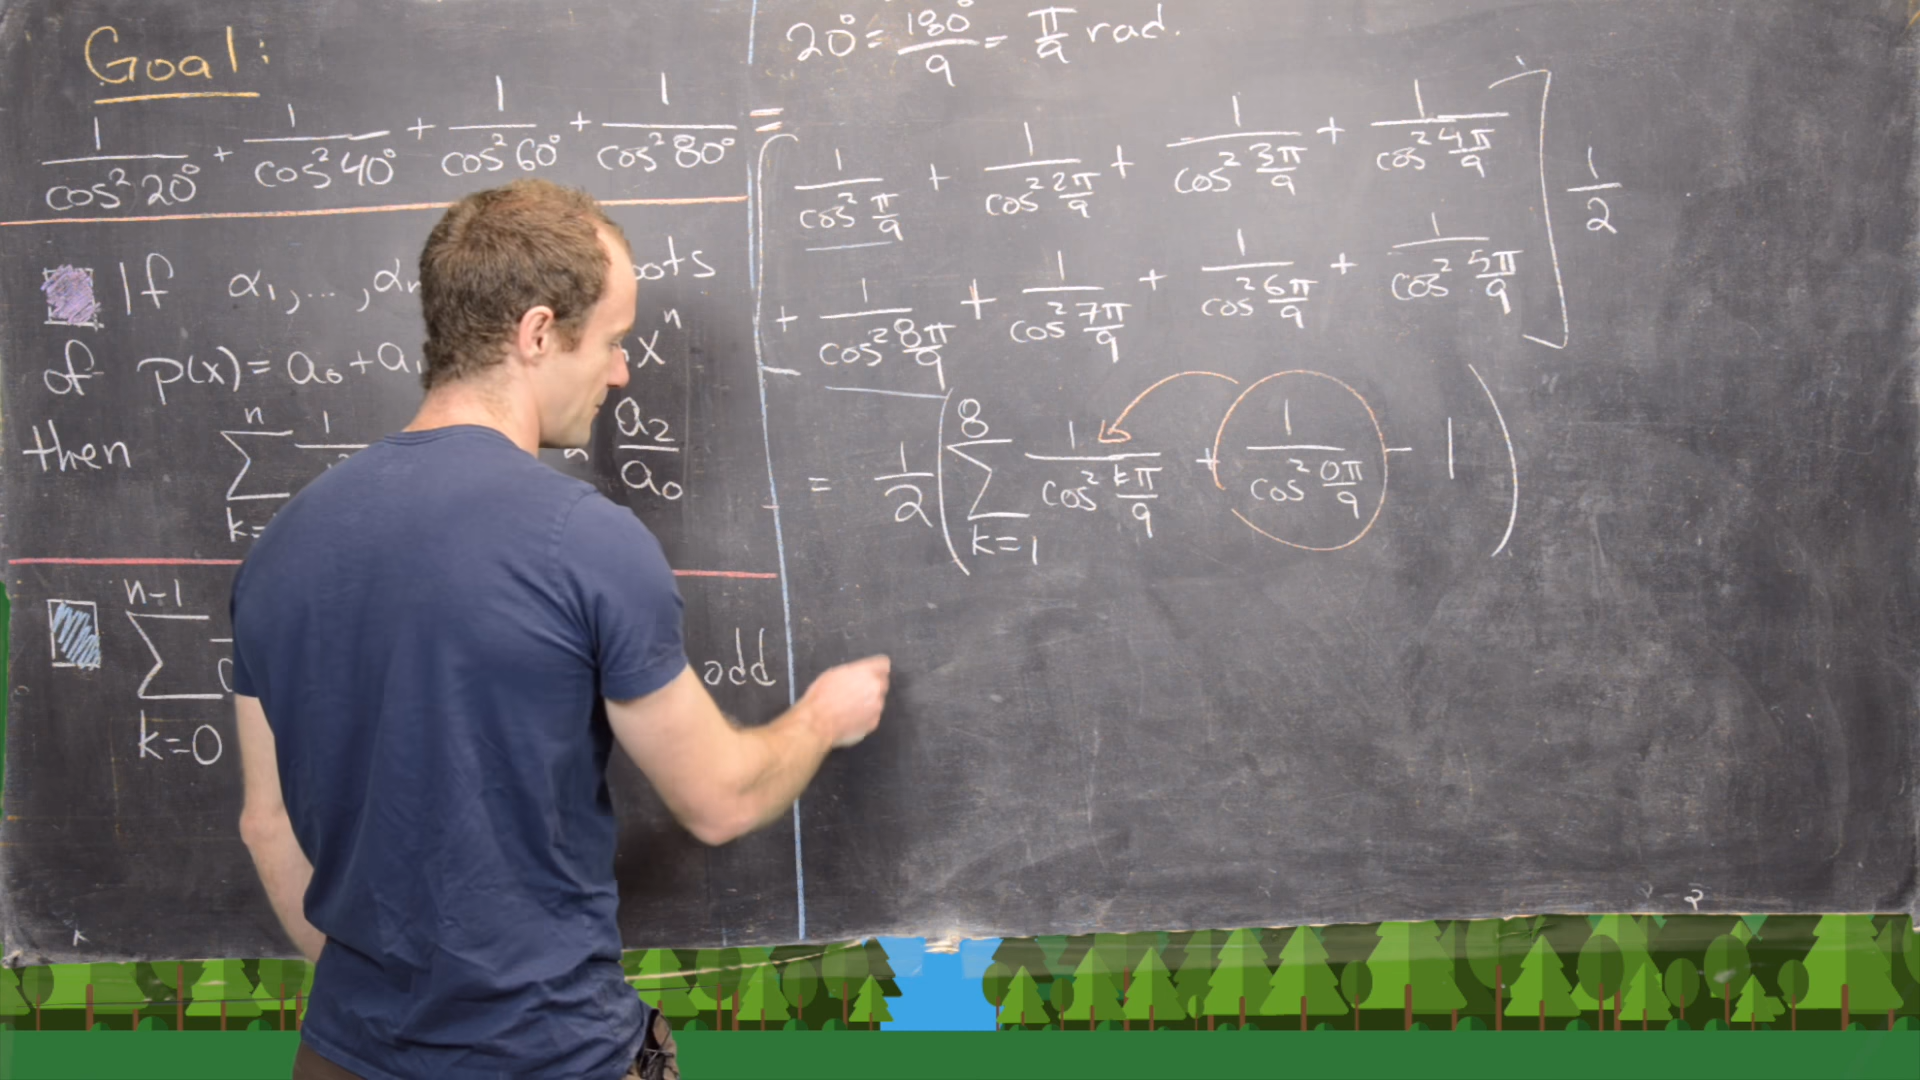 Goal:
1/cos²20° + 1/cos²40° + 1/cos²60° + 1/cos²80° =
If α₁,...,α
of p(x) = a₀ + a₁ xⁿ
then n ∑ k= 1 a₂/a₀
n-1 ∑ k=0 odd
20° = 180°/9 = π/9 rad.
[ 1/cos² π/9 + 1/cos² 2π/9 + 1/cos² 3π/9 + 1/cos² 4π/9
+ 1/cos² 8π/9 + 1/cos² 7π/9 + 1/cos² 6π/9 + 1/cos² 5π/9 ] 1/2
= 1/2 ( 8 ∑ k=1 1/cos² kπ/9 + 1/cos² 0π/9 - 1 )